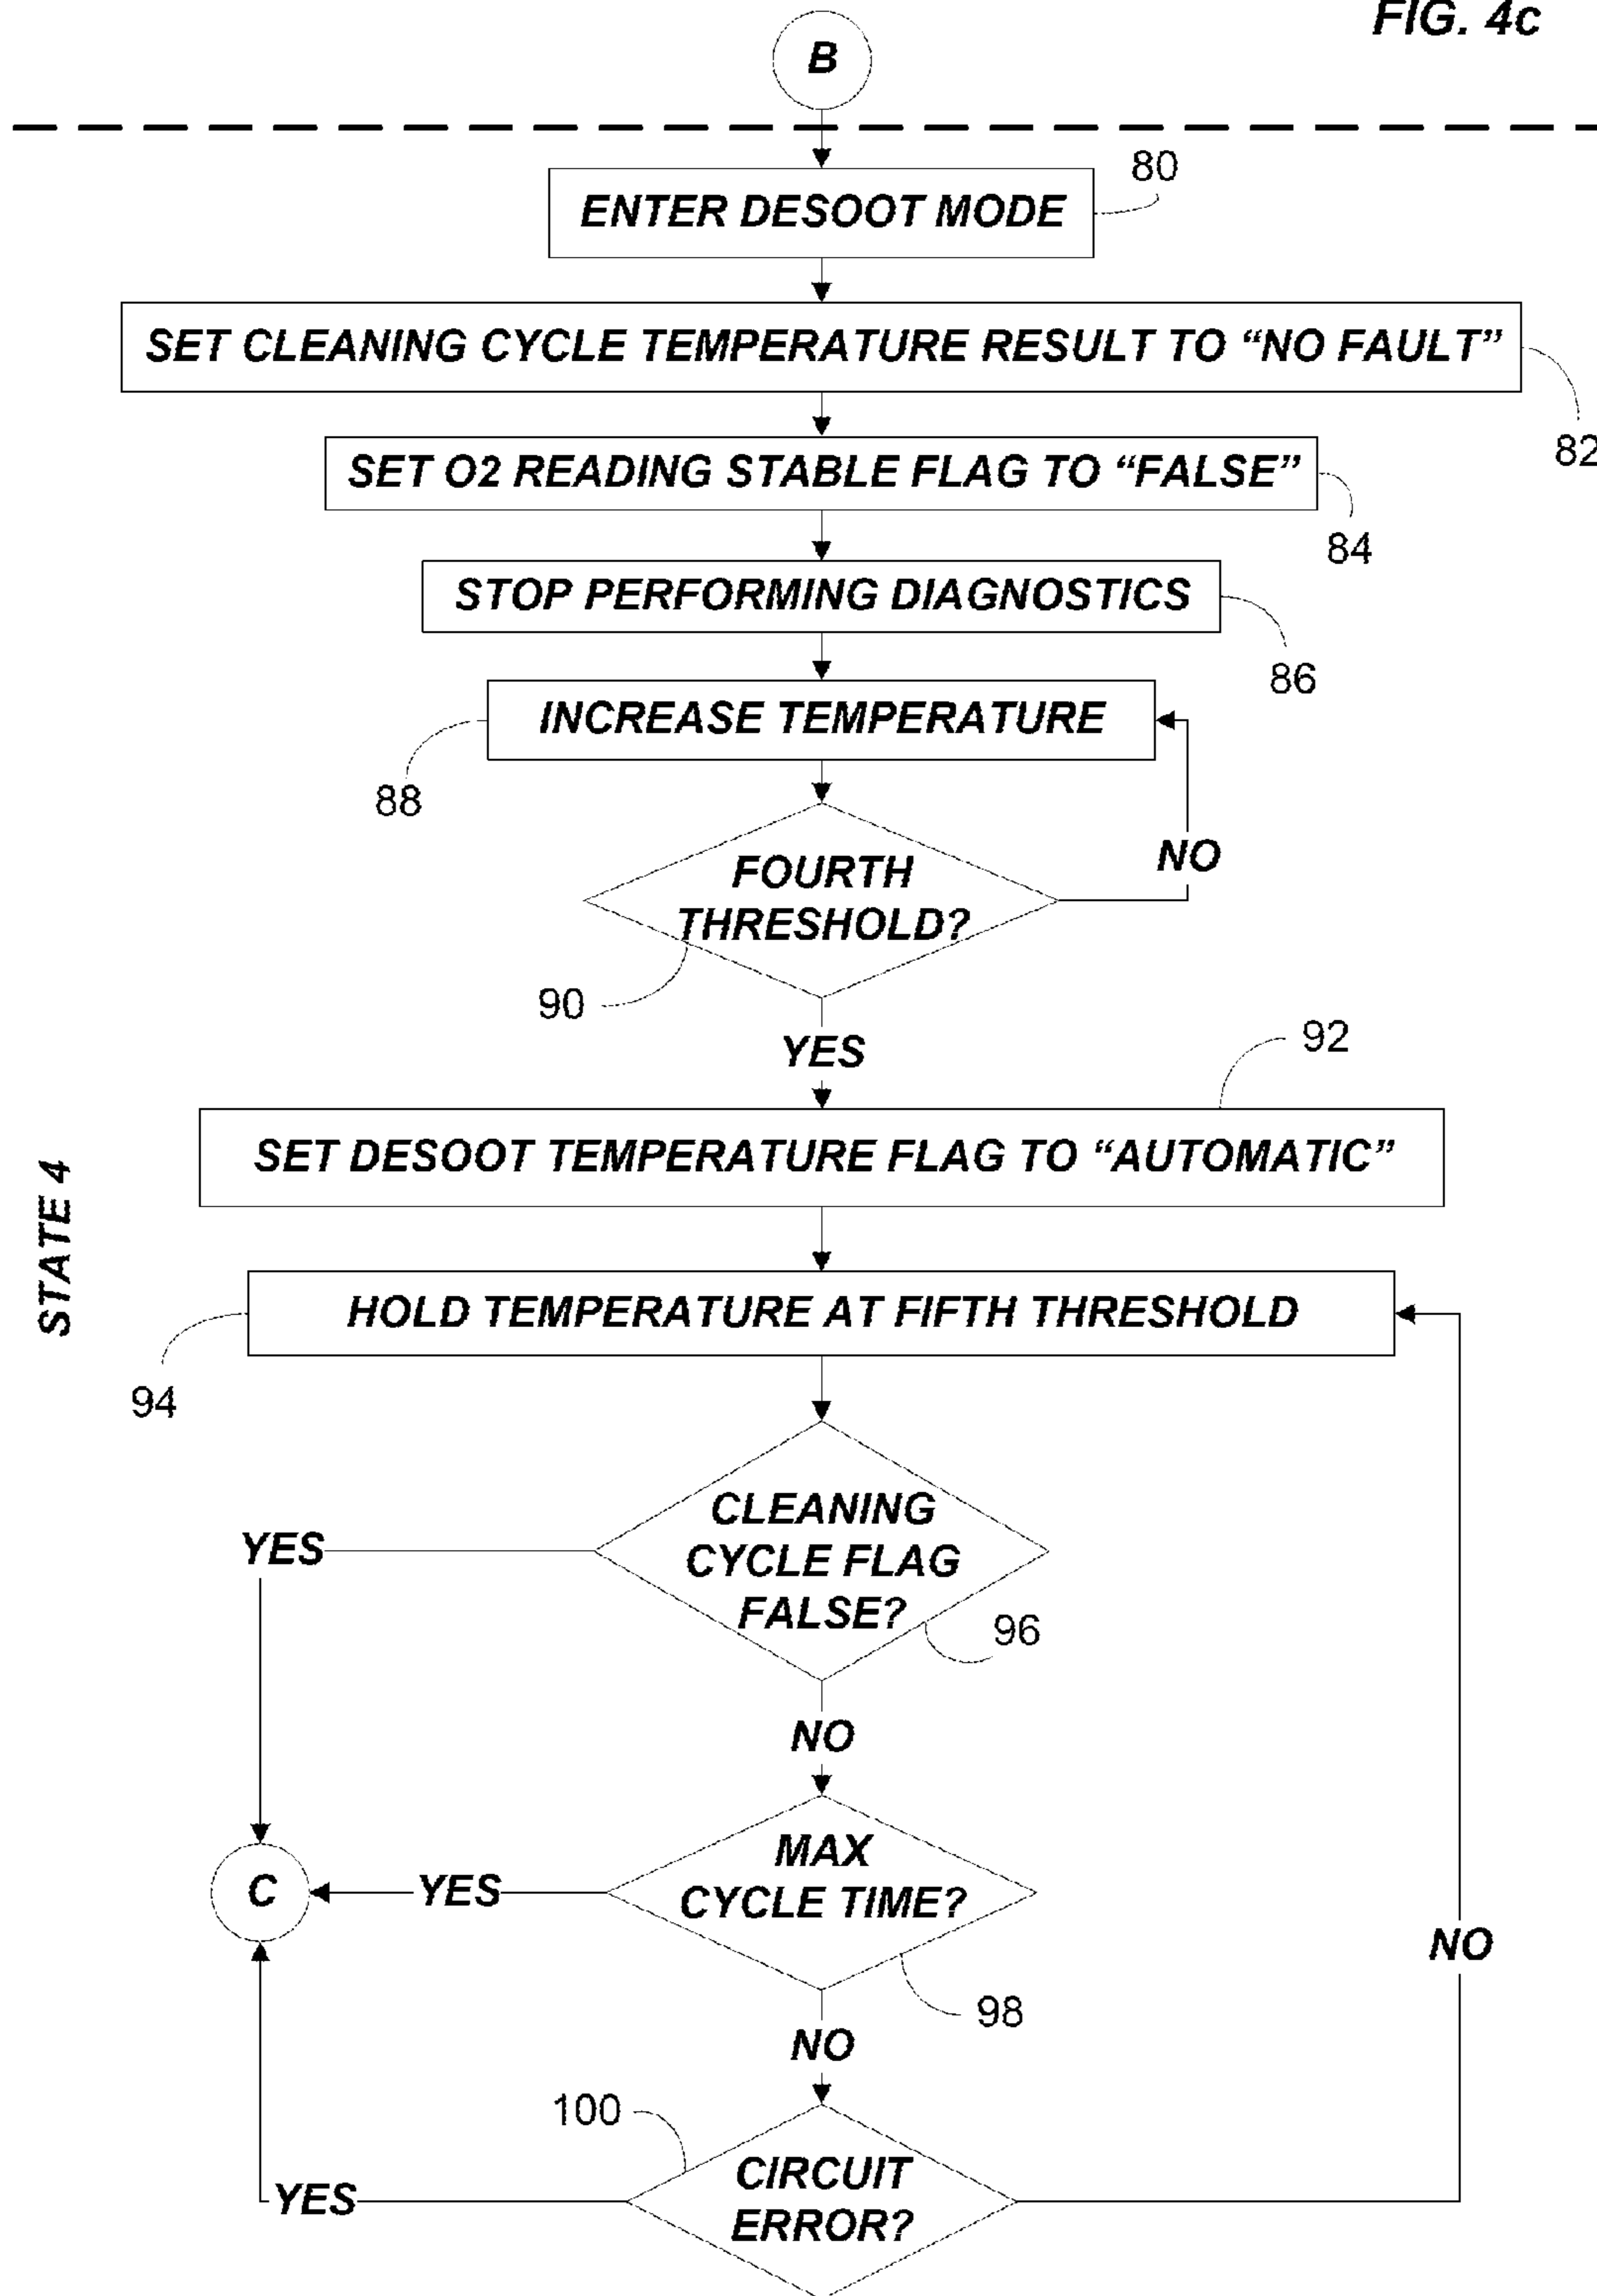 FIG. 4c
B
80
ENTER DESOOT MODE
SET CLEANING CYCLE TEMPERATURE RESULT TO “NO FAULT”
82
SET O2 READING STABLE FLAG TO “FALSE”
84
STOP PERFORMING DIAGNOSTICS
86
INCREASE TEMPERATURE
88
FOURTH
THRESHOLD?
NO
90
YES
92
SET DESOOT TEMPERATURE FLAG TO “AUTOMATIC”
STATE 4
HOLD TEMPERATURE AT FIFTH THRESHOLD
94
CLEANING
CYCLE FLAG
FALSE?
YES
96
NO
MAX
CYCLE TIME?
YES
C
NO
98
NO
100
CIRCUIT
ERROR?
YES